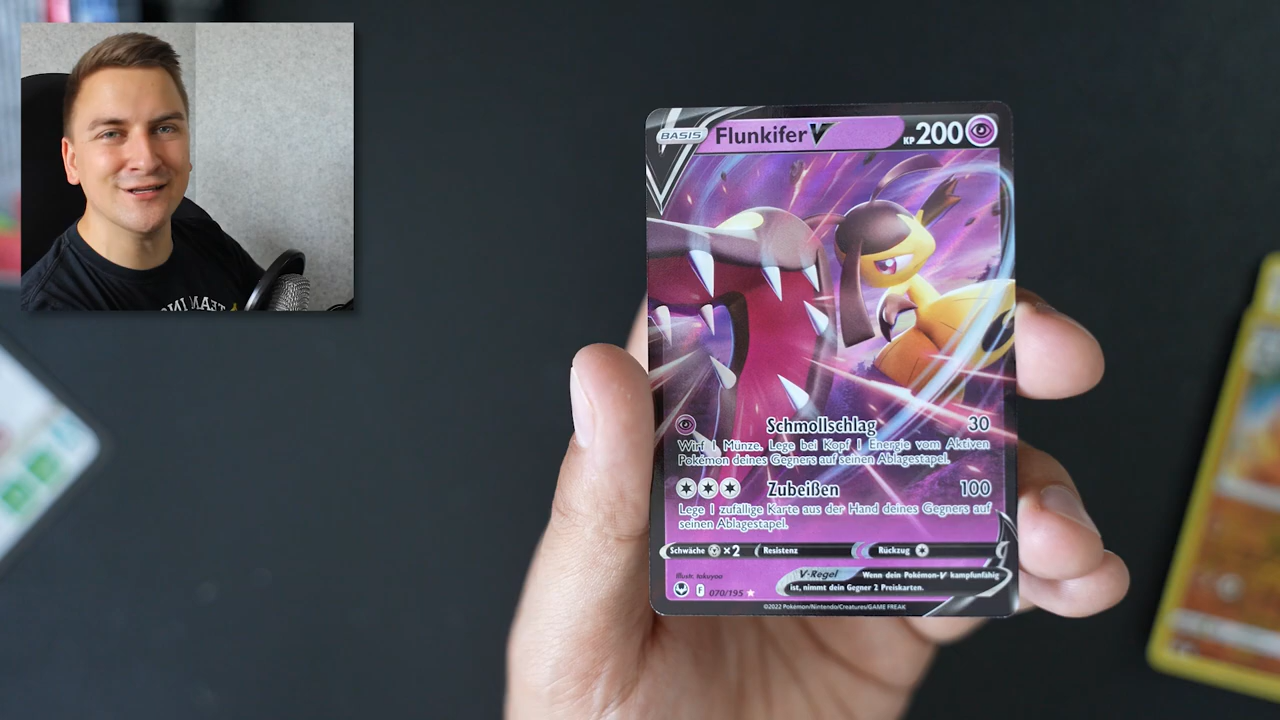 TEAM IN
BASIS Flunkifer V KP 200
Schmollschlag 30
Wirf 1 Münze. Lege bei Kopf 1 Energie vom Aktiven
Pokémon deines Gegners auf seinen Ablagestapel.
Zubeißen 100
Lege 1 zufällige Karte aus der Hand deines Gegners auf
seinen Ablagestapel.
Schwäche ×2 Resistenz Rückzug
Illustr. takuyoa
V-Regel Wenn dein Pokémon-V kampfunfähig
ist, nimmt dein Gegner 2 Preiskarten.
F 070/195
©2022 Pokémon/Nintendo/Creatures/GAME FREAK